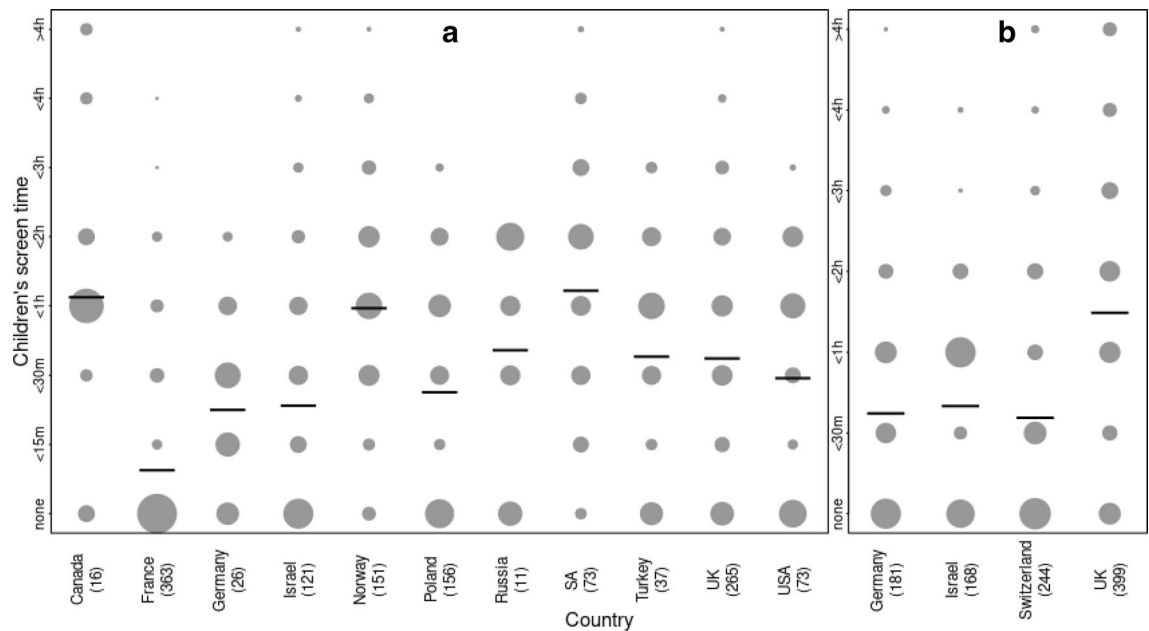 a
b
Children's screen time
>4h
<4h
<3h
<2h
<1h
<30m
<15m
none
>4h
<4h
<3h
<2h
<1h
<30m
none
Canada
(16)
France
(363)
Germany
(26)
Israel
(121)
Norway
(151)
Poland
(156)
Russia
(11)
SA
(73)
Turkey
(37)
UK
(265)
USA
(73)
Germany
(181)
Israel
(168)
Switzerland
(244)
UK
(399)
Country